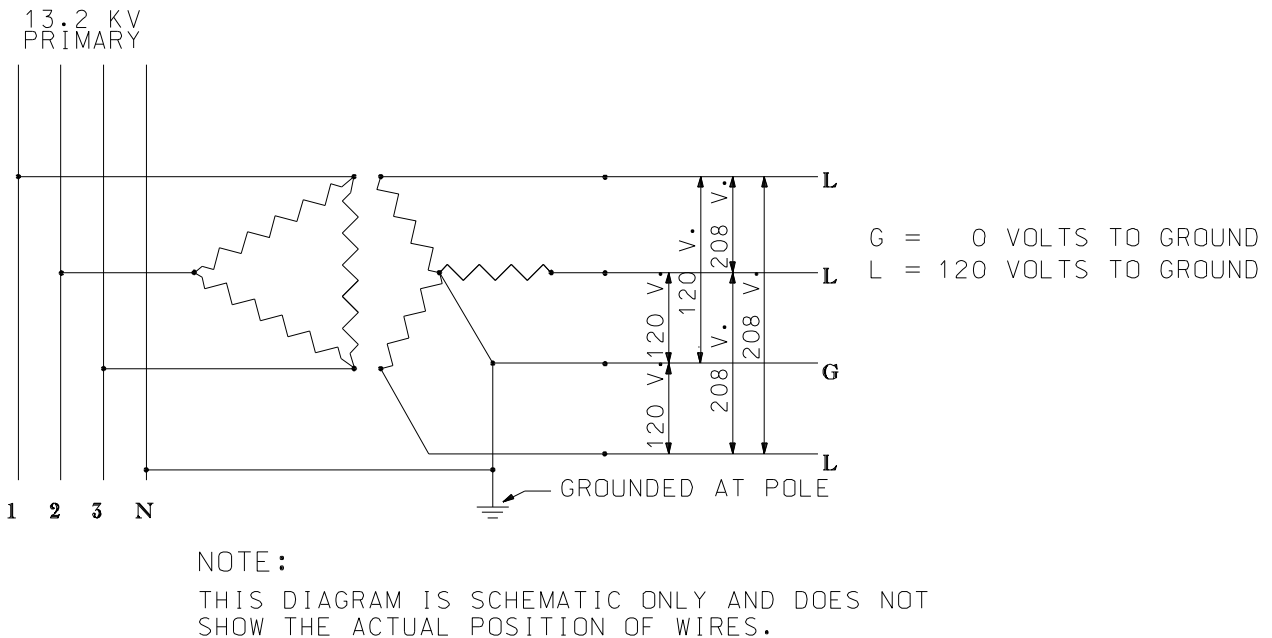 13.2 KV
PRIMARY
L
208 V.
120 V.
G = 0 VOLTS TO GROUND
L = 120 VOLTS TO GROUND
L
120 V.
208 V.
208 V.
G
120 V.
L
GROUNDED AT POLE
1 2 3 N
NOTE:
THIS DIAGRAM IS SCHEMATIC ONLY AND DOES NOT
SHOW THE ACTUAL POSITION OF WIRES.